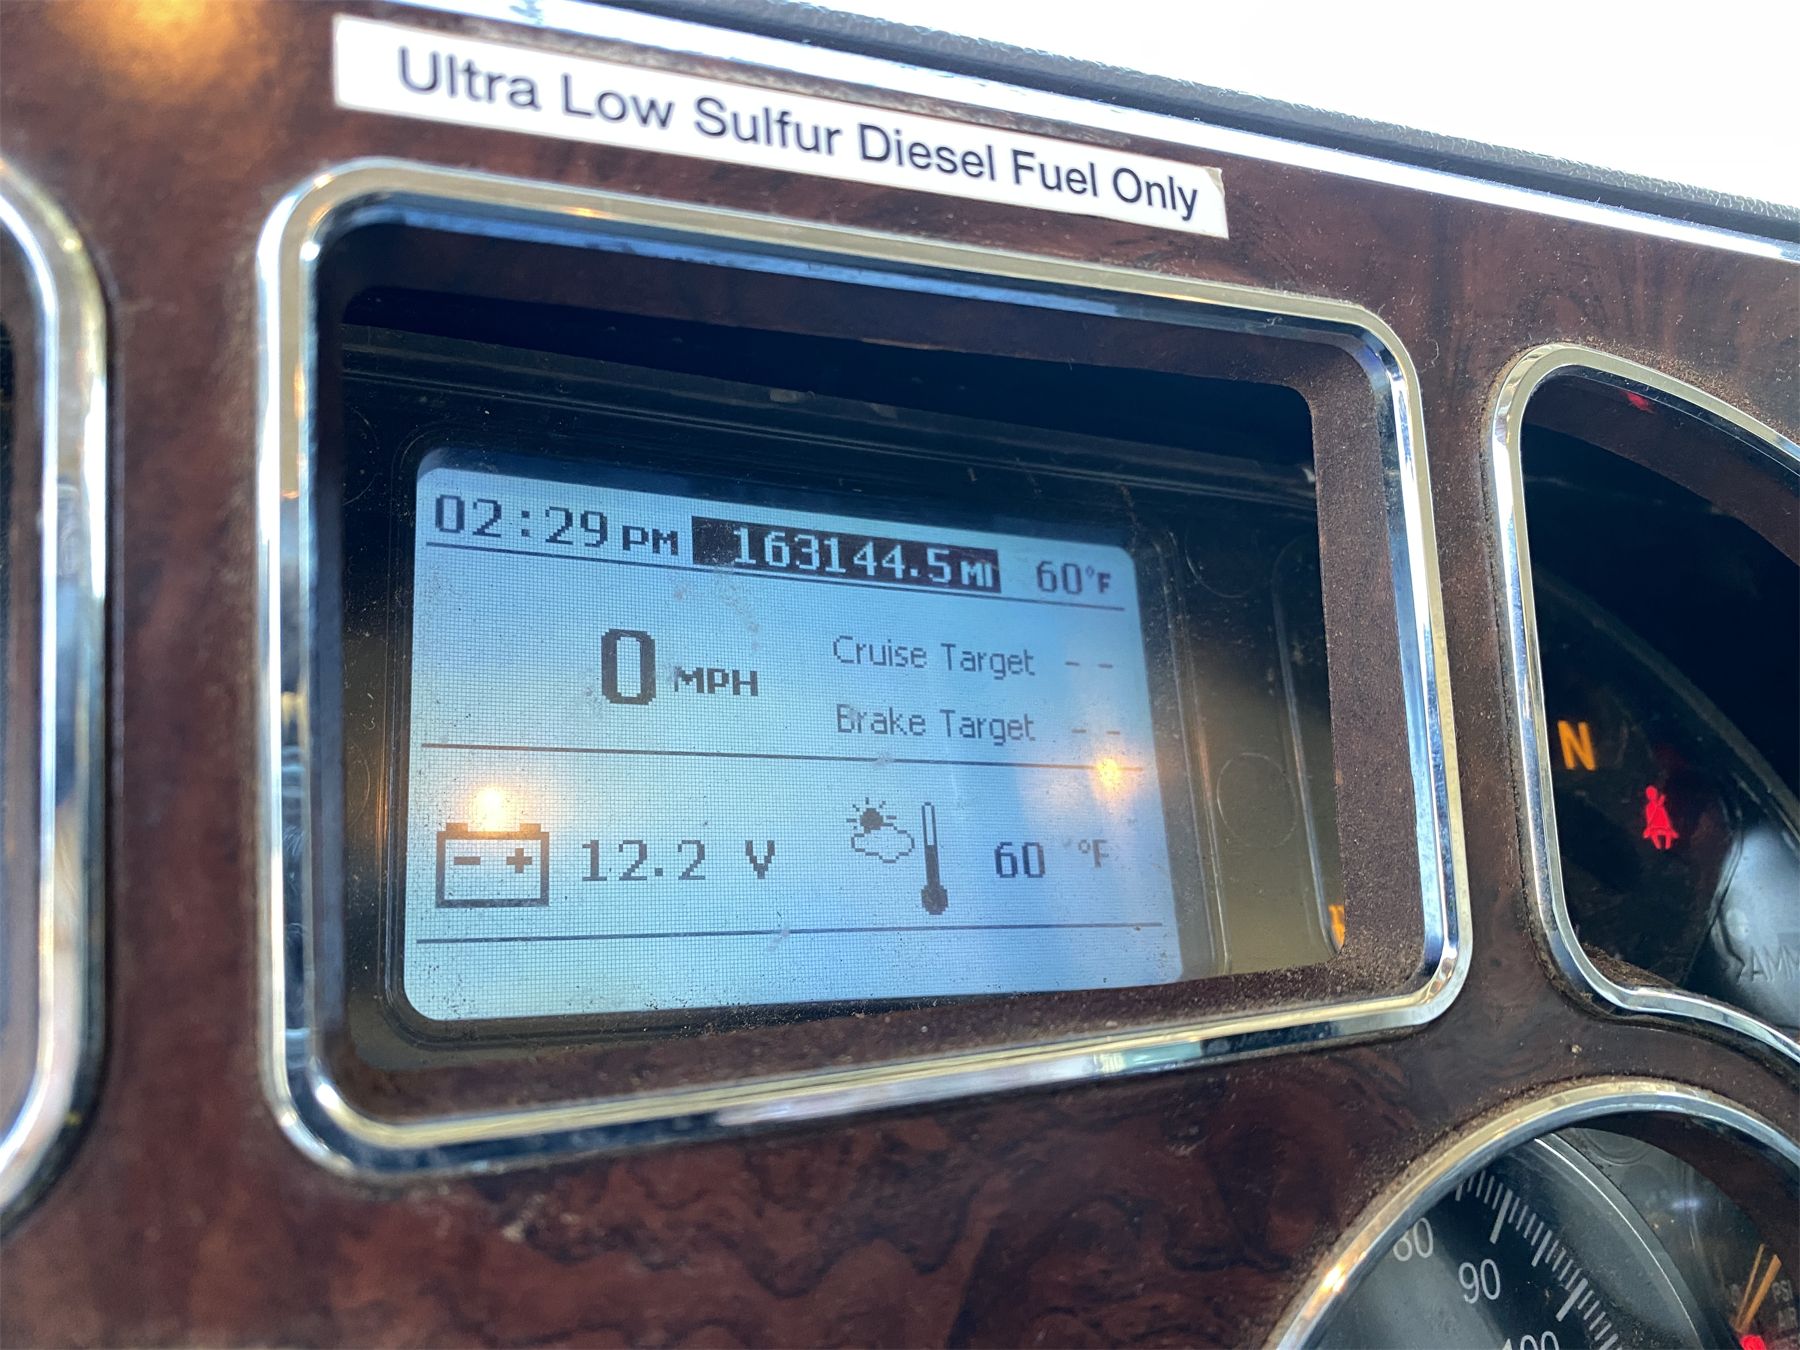 Ultra Low Sulfur Diesel Fuel Only
02:29 PM 163144.5 MI 60°F
0 MPH
Cruise Target - -
Brake Target - -
- + 12.2 V 60 °F
N
80
90
100